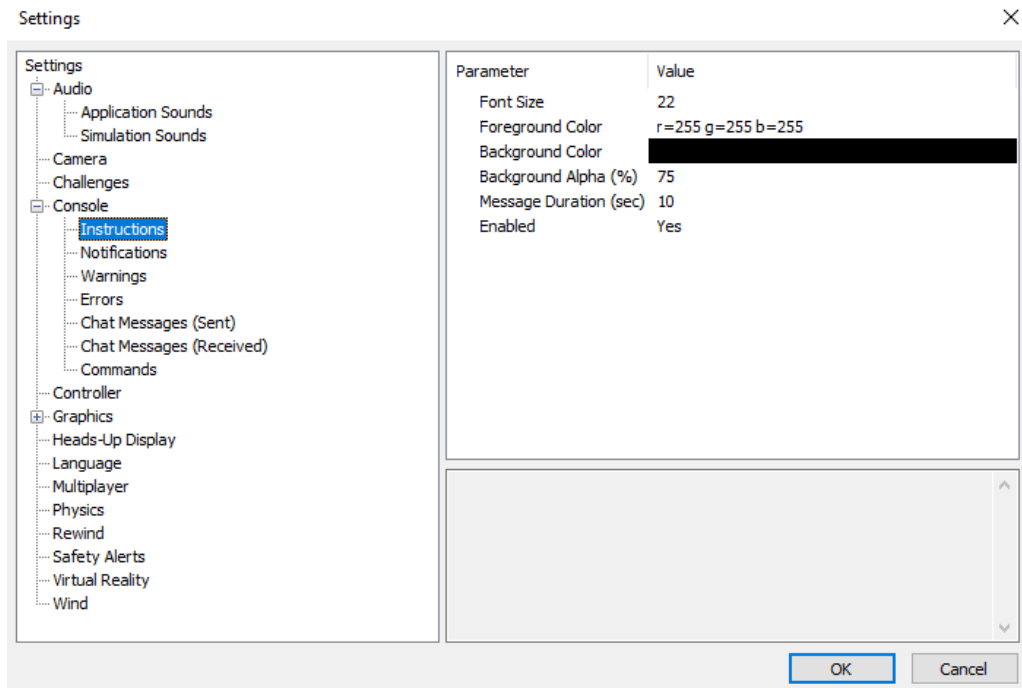 Settings
Settings
Audio
Application Sounds
Simulation Sounds
Camera
Challenges
Console
Instructions
Notifications
Warnings
Errors
Chat Messages (Sent)
Chat Messages (Received)
Commands
Controller
Graphics
Heads-Up Display
Language
Multiplayer
Physics
Rewind
Safety Alerts
Virtual Reality
Wind
Parameter Value
Font Size 22
Foreground Color r=255 g=255 b=255
Background Color
Background Alpha (%) 75
Message Duration (sec) 10
Enabled Yes
OK Cancel